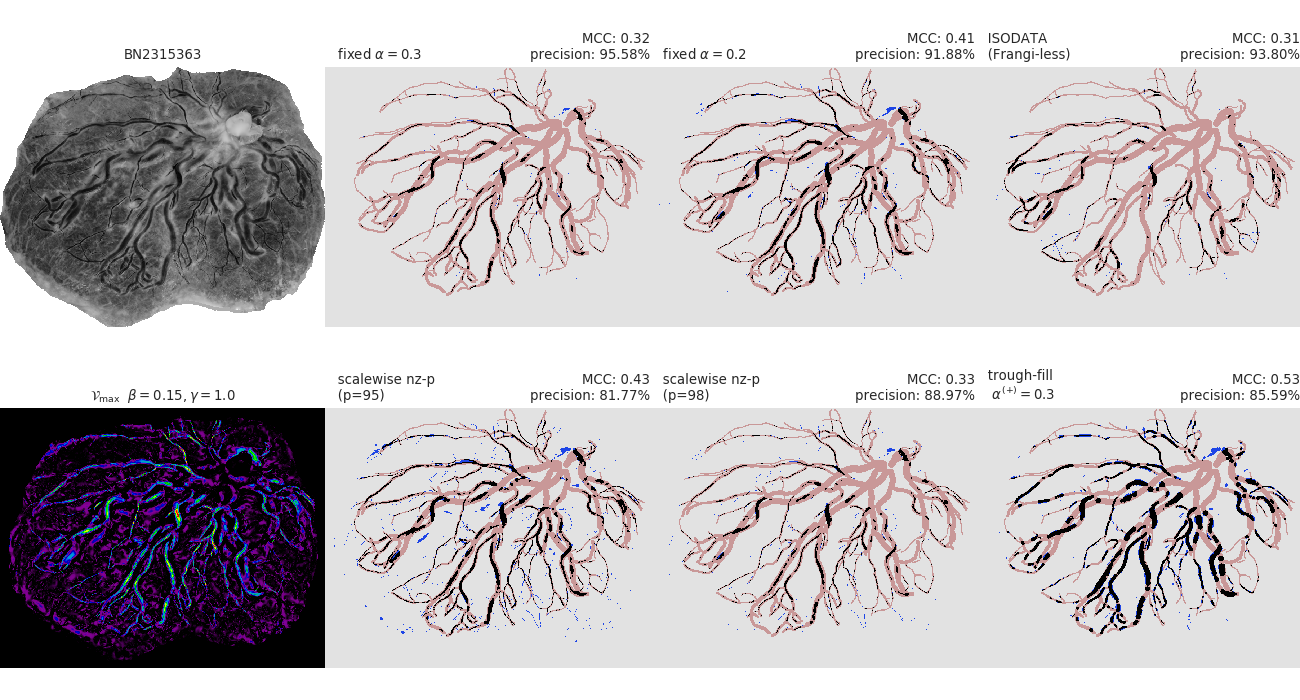 BN2315363
fixed α = 0.3
MCC: 0.32
precision: 95.58%
fixed α = 0.2
MCC: 0.41
precision: 91.88%
ISODATA
(Frangi-less)
MCC: 0.31
precision: 93.80%
𝒱max β = 0.15, γ = 1.0
scalewise nz-p
(p=95)
MCC: 0.43
precision: 81.77%
scalewise nz-p
(p=98)
MCC: 0.33
precision: 88.97%
trough-fill
α(+) = 0.3
MCC: 0.53
precision: 85.59%